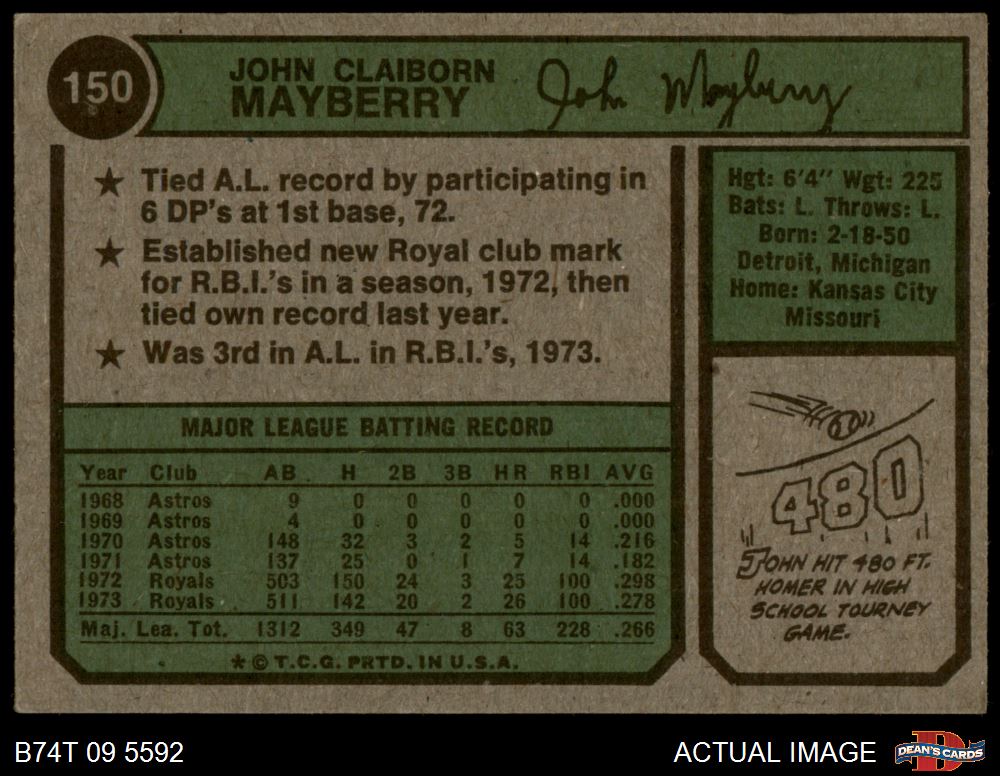 150
JOHN CLAIBORN
MAYBERRY
John Mayberry
★ Tied A.L. record by participating in
6 DP's at 1st base, 72.
★ Established new Royal club mark
for R.B.I.'s in a season, 1972, then
tied own record last year.
★ Was 3rd in A.L. in R.B.I.'s, 1973.
Hgt: 6'4" Wgt: 225
Bats: L. Throws: L.
Born: 2-18-50
Detroit, Michigan
Home: Kansas City
Missouri
MAJOR LEAGUE BATTING RECORD
Year Club AB. H 2B 3B HR RBI AVG
1968 Astros 9 0 0 0 0 0 .000
1969 Astros 4 0 0 0 0 0 .000
1970 Astros 148 32 3 2 5 14 .216
1971 Astros 137 25 0 1 7 14 .182
1972 Royals 503 150 24 3 25 100 .298
1973 Royals 511 142 20 2 26 100 .278
Maj. Lea. Tot. 1312 349 47 8 63 228 .266
★ © T.C.G. PRTD. IN U.S.A.
480
JOHN HIT 480 FT.
HOMER IN HIGH
SCHOOL TOURNEY
GAME.
B74T 09 5592
ACTUAL IMAGE
DEAN'S CARDS